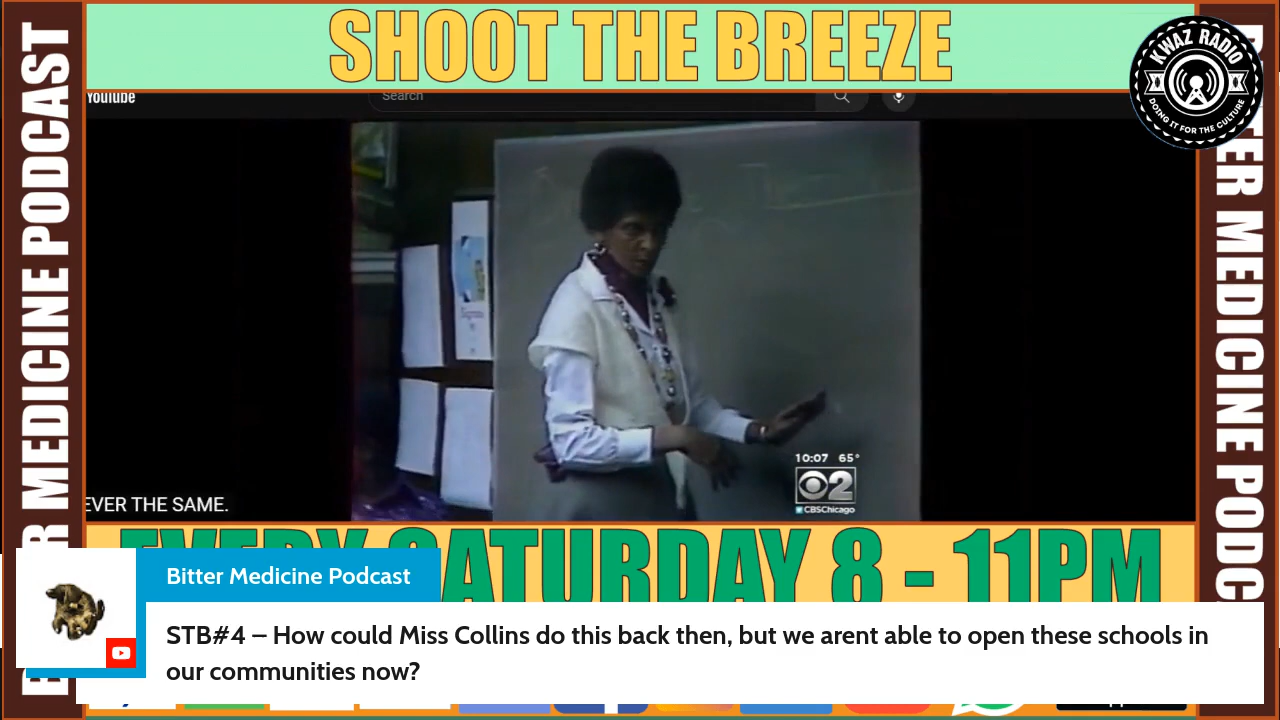 SHOOT THE BREEZE
KWAZ RADIO
DOING IT FOR THE CULTURE
BITTER MEDICINE PODCAST
YouTube
Search
10:07 65°
2
CBSChicago
EVER THE SAME.
EVERY SATURDAY 8 - 11PM
Bitter Medicine Podcast
STB#4 – How could Miss Collins do this back then, but we arent able to open these schools in
our communities now?
MEDICINE PODCAST